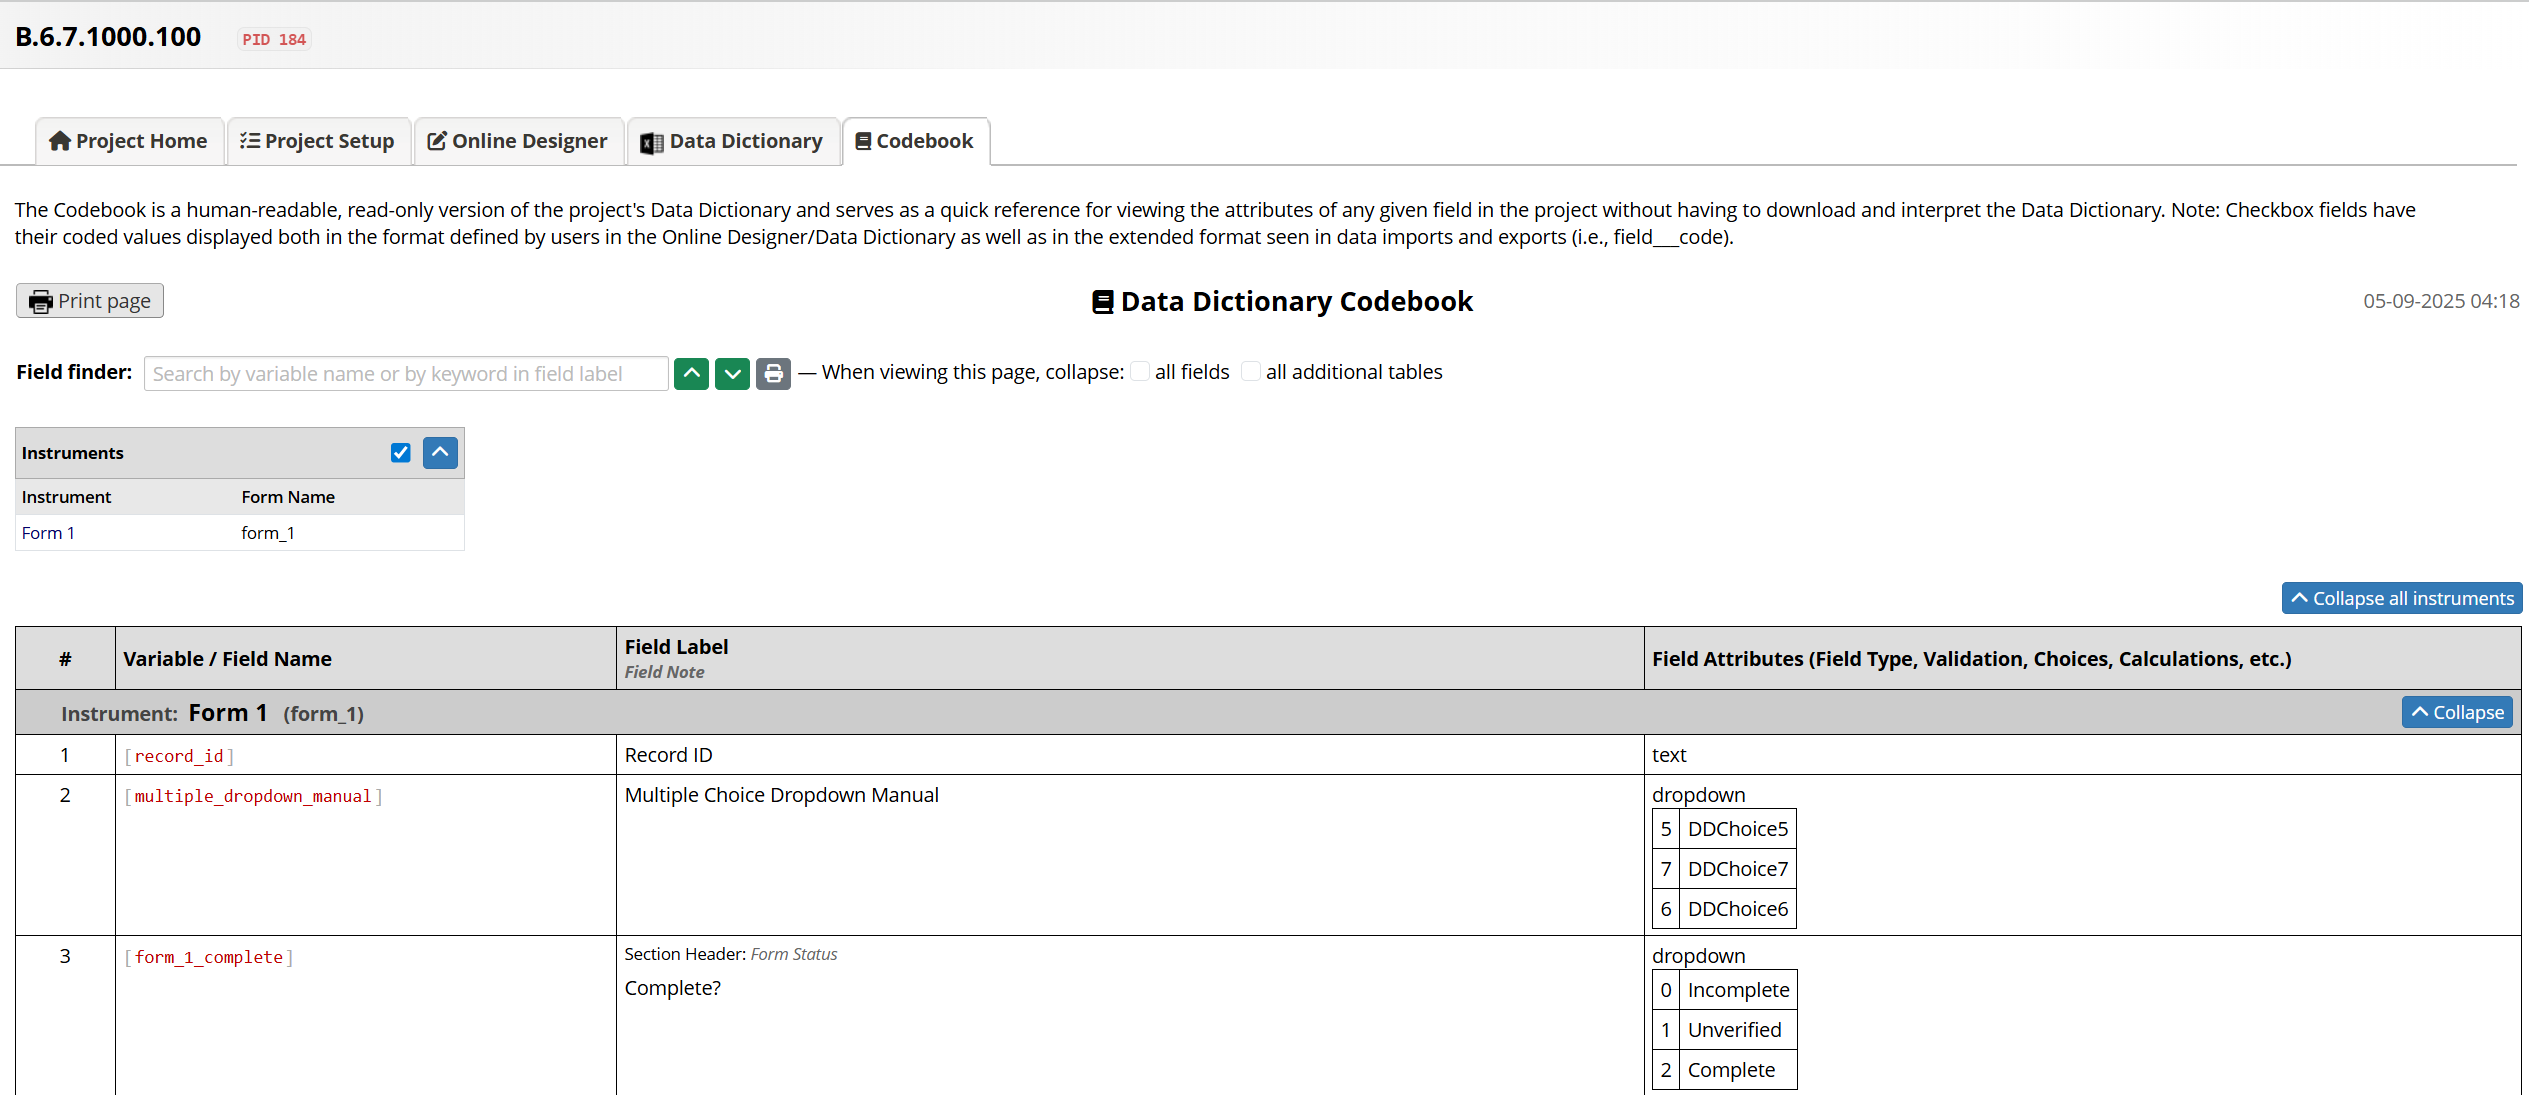 B.6.7.1000.100 PID 184
Project Home Project Setup Online Designer Data Dictionary Codebook
The Codebook is a human-readable, read-only version of the project's Data Dictionary and serves as a quick reference for viewing the attributes of any given field in the project without having to download and interpret the Data Dictionary. Note: Checkbox fields have
their coded values displayed both in the format defined by users in the Online Designer/Data Dictionary as well as in the extended format seen in data imports and exports (i.e., field___code).
Print page Data Dictionary Codebook 05-09-2025 04:18
Field finder: Search by variable name or by keyword in field label — When viewing this page, collapse: all fields all additional tables
Instruments
Instrument Form Name
Form 1 form_1
Collapse all instruments
# Variable / Field Name Field Label Field Attributes (Field Type, Validation, Choices, Calculations, etc.)
Field Note
Instrument: Form 1 (form_1) Collapse
1 [record_id] Record ID text
2 [multiple_dropdown_manual] Multiple Choice Dropdown Manual dropdown
5 DDChoice5
7 DDChoice7
6 DDChoice6
3 [form_1_complete] Section Header: Form Status dropdown
Complete?
0 Incomplete
1 Unverified
2 Complete